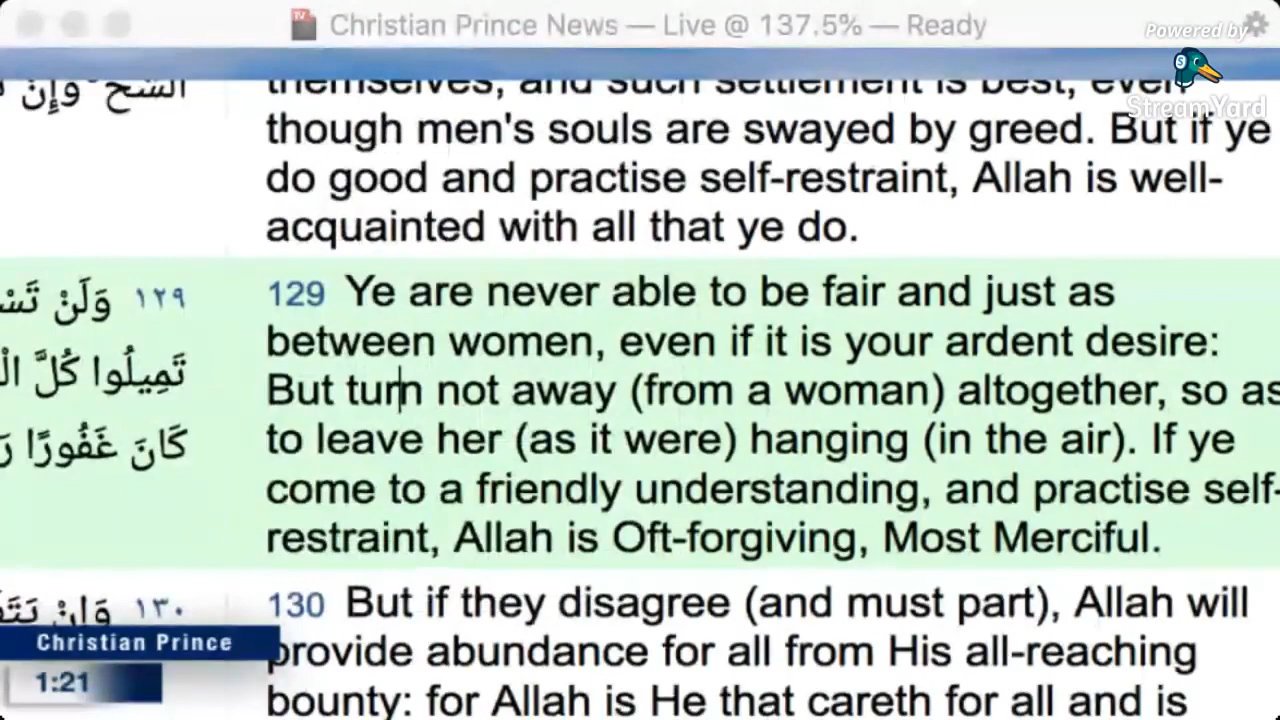 Christian Prince News — Live @ 137.5% — Ready
Powered by
StreamYard
الشُّحَّ ۚ وَإِنْ
themselves; and such settlement is best; even
though men's souls are swayed by greed. But if ye
do good and practise self-restraint, Allah is well-
acquainted with all that ye do.
١٢٩ وَلَنْ
تَمِيلُوا كُلَّ
كَانَ غَفُورًا
129 Ye are never able to be fair and just as
between women, even if it is your ardent desire:
But turn not away (from a woman) altogether, so as
to leave her (as it were) hanging (in the air). If ye
come to a friendly understanding, and practise self-
restraint, Allah is Oft-forgiving, Most Merciful.
١٣٠ وَإِنْ
130 But if they disagree (and must part), Allah will
provide abundance for all from His all-reaching
bounty: for Allah is He that careth for all and is
Christian Prince
1:21